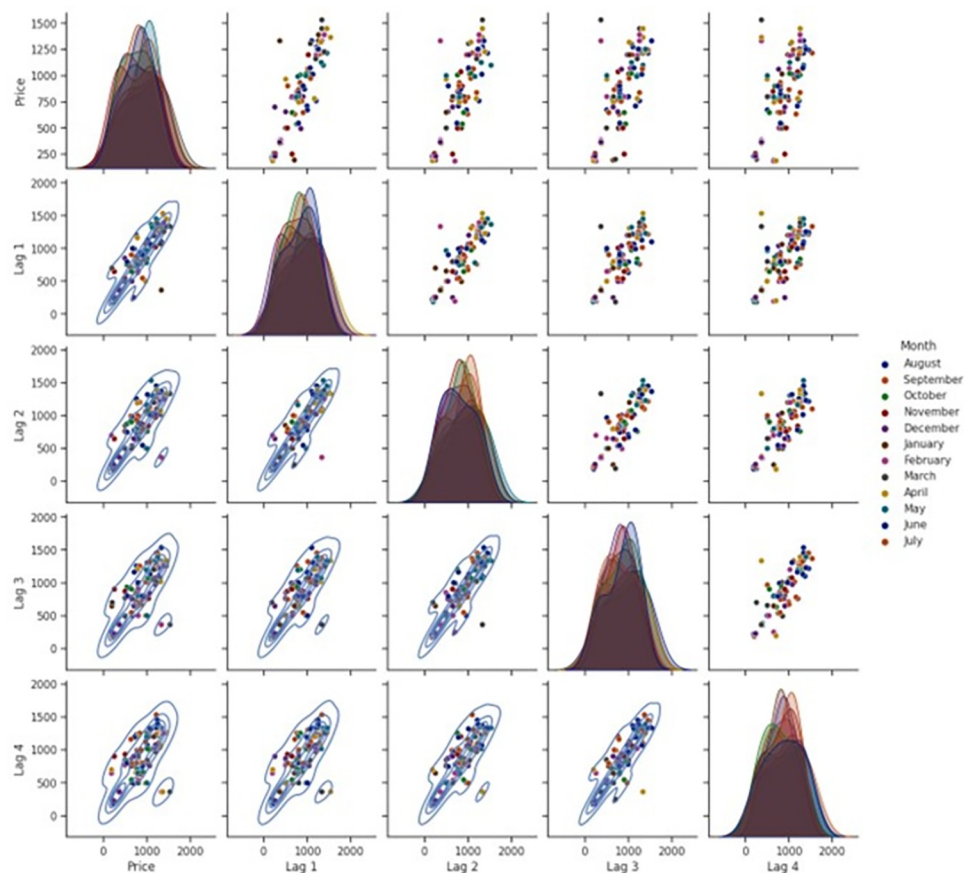 Price
1500
1250
1000
750
500
250
Lag 1
2000
1500
1000
500
0
Lag 2
2000
1500
1000
500
0
Lag 3
2000
1500
1000
500
0
Lag 4
2000
1500
1000
500
0
0 1000 2000
Price
0 1000 2000
Lag 1
0 1000 2000
Lag 2
0 1000 2000
Lag 3
0 1000 2000
Lag 4
Month
August
September
October
November
December
January
February
March
April
May
June
July